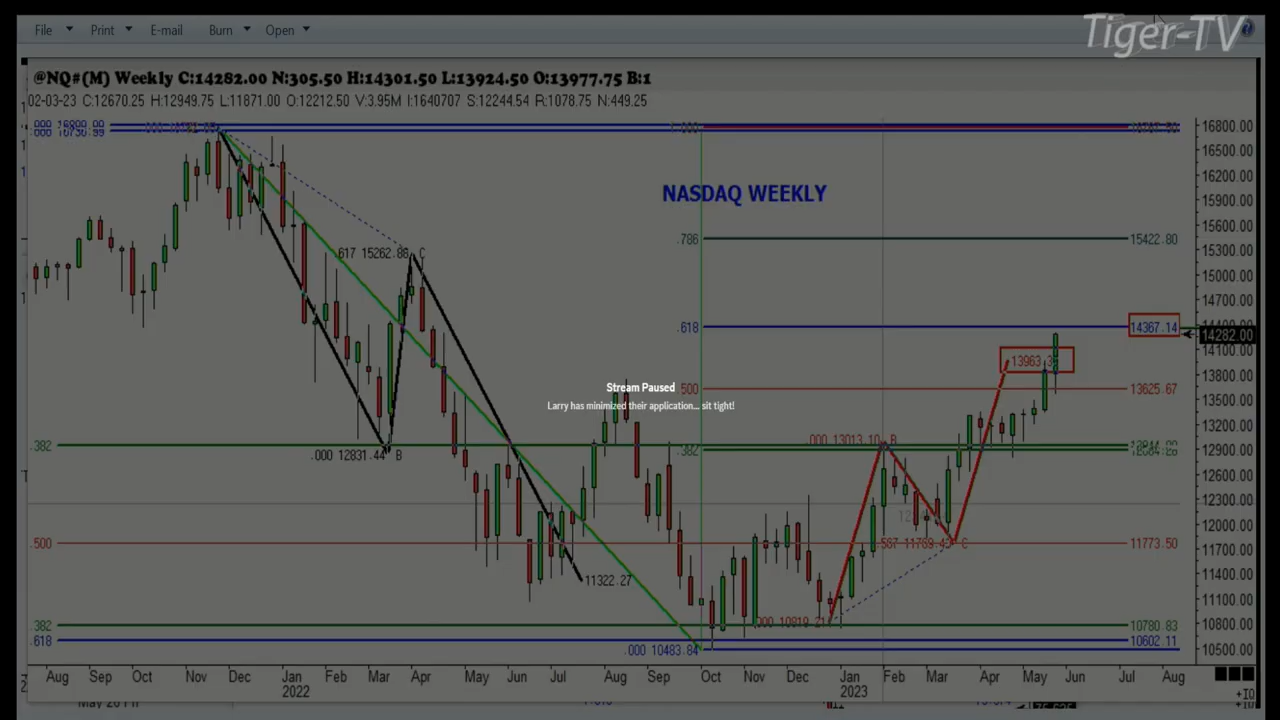 Tiger-TV
File Print E-mail Burn Open
@NQ#(M) Weekly C:14282.00 N:305.50 H:14301.50 L:13924.50 O:13977.75 B:1
02-03-23 C:12670.25 H:12949.75 L:11871.00 O:12212.50 V:3.95M I:1640707 S:12244.54 R:1078.75 N:449.25
16800.00
16500.00
16200.00
NASDAQ WEEKLY
15900.00
.786 15422.80
15300.00
.617 15262.88 C
15000.00
14700.00
.618 14367.14
14282.00
14100.00
13963.3
13800.00
Stream Paused
.500 13625.67
Larry has minimized their application... sit tight!
13500.00
13200.00
.000 13013.10 B
.382 .382
12900.00
.000 12831.44 B
12600.00
12300.00
12000.00
.500 .587 11769.43 C 11773.50
11700.00
11322.27
11400.00
11100.00
.382 .000 10819.21 10780.83
10800.00
.618 10602.11
.000 10483.84
10500.00
Aug Sep Oct Nov Dec Jan Feb Mar Apr May Jun Jul Aug Sep Oct Nov Dec Jan Feb Mar Apr May Jun Jul Aug
2022 2023
+10